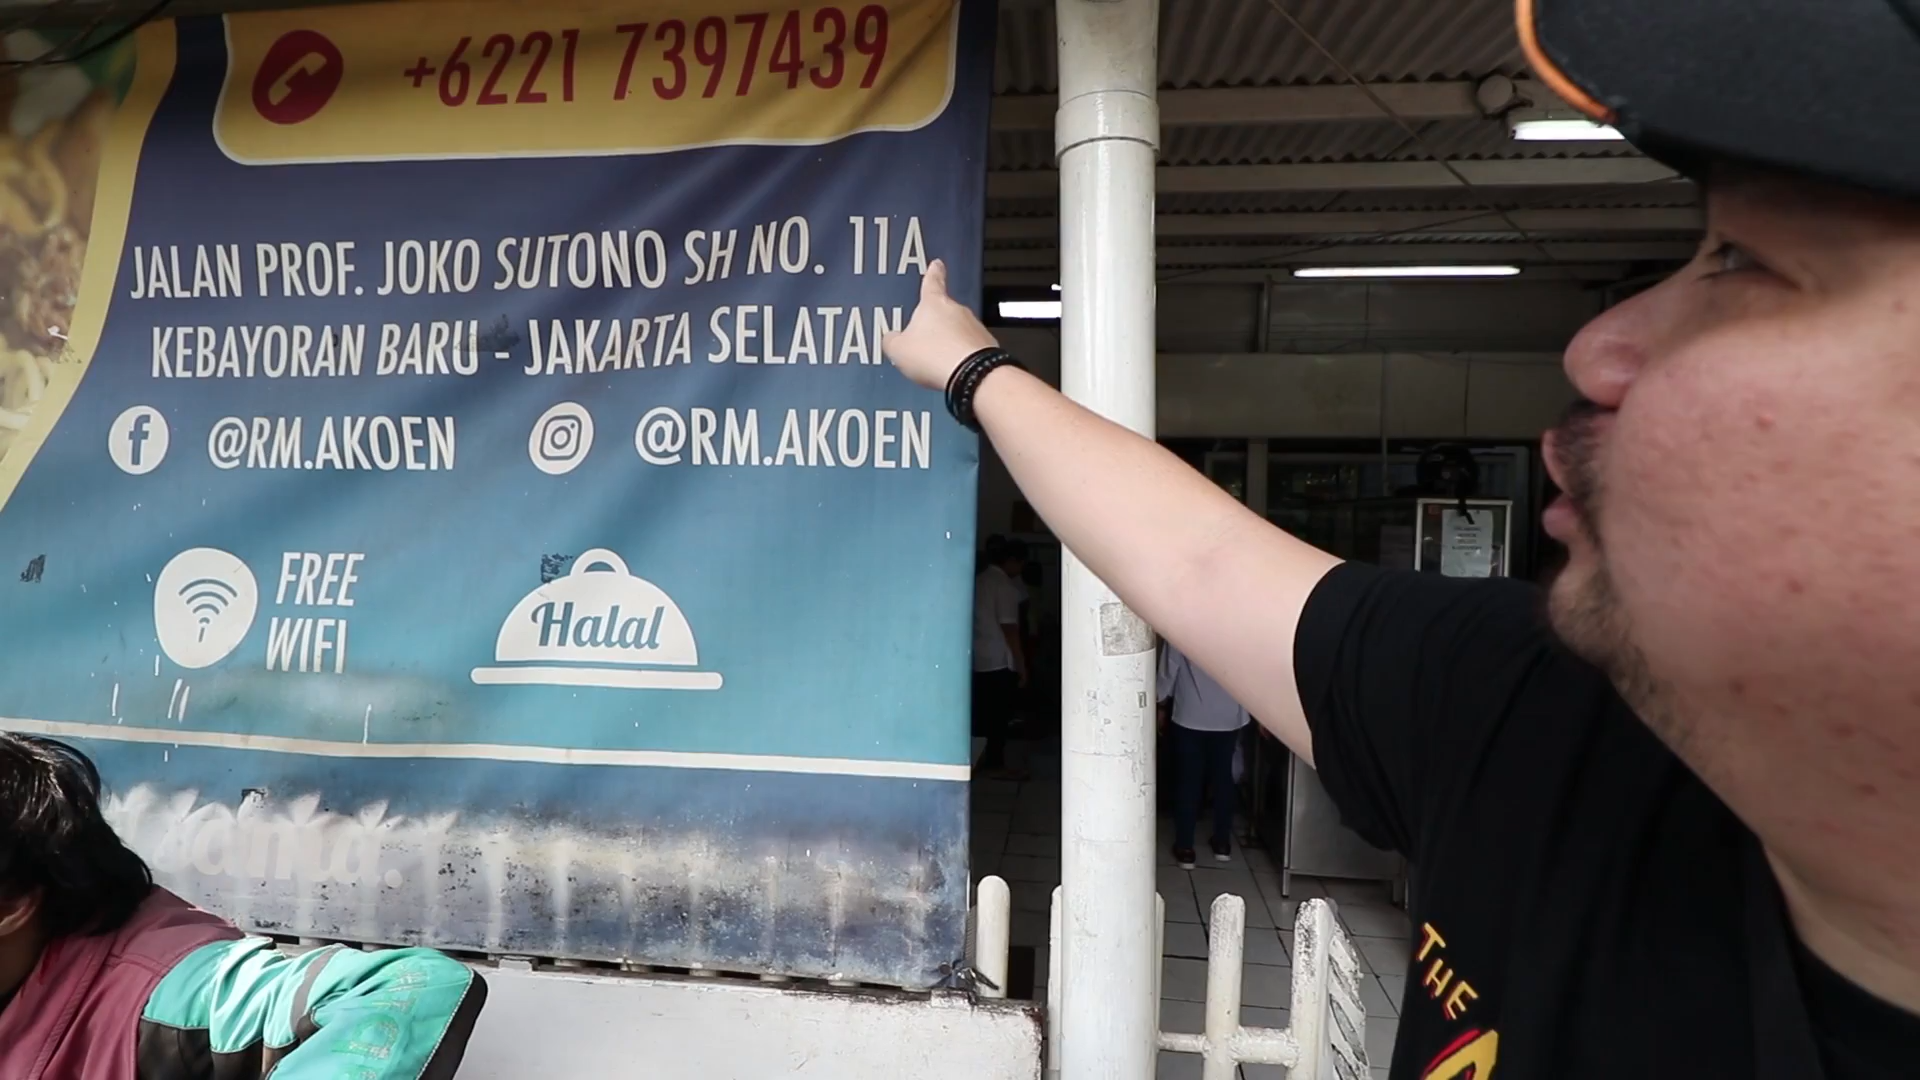 +6221 7397439
JALAN PROF. JOKO SUTONO SH NO. 11A
KEBAYORAN BARU - JAKARTA SELATAN
@RM.AKOEN @RM.AKOEN
FREE
WIFI
Halal
THE